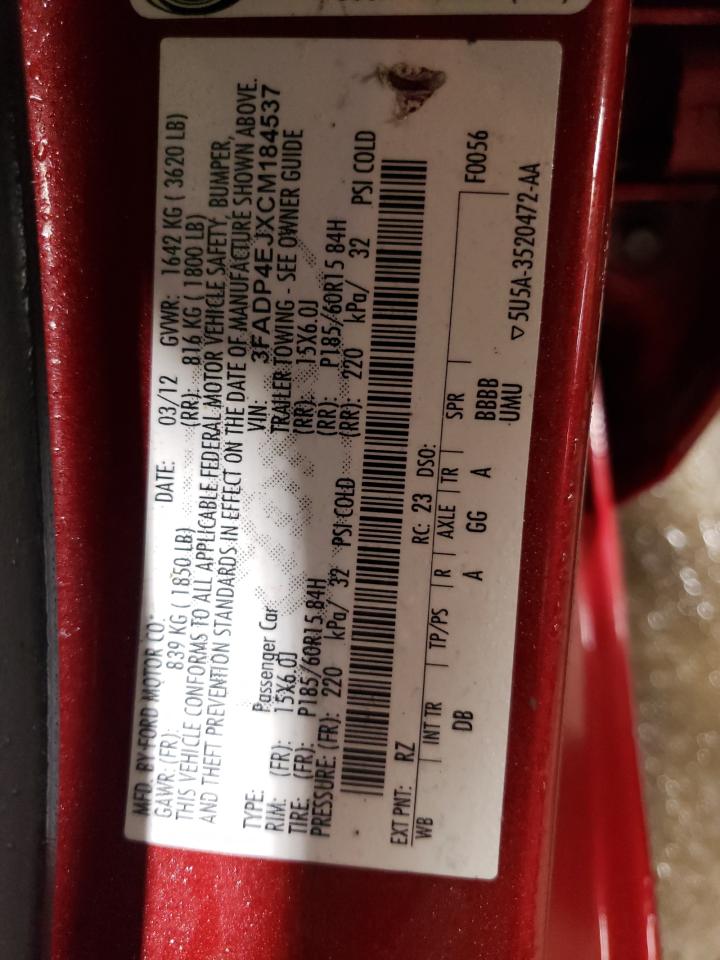 MFD. BY FORD MOTOR CO.
DATE: 03/12 GVWR: 1642 KG ( 3620 LB)
GAWR: (FR): 839 KG ( 1850 LB) (RR): 816 KG ( 1800 LB)
THIS VEHICLE CONFORMS TO ALL APPLICABLE FEDERAL MOTOR VEHICLE SAFETY, BUMPER,
AND THEFT PREVENTION STANDARDS IN EFFECT ON THE DATE OF MANUFACTURE SHOWN ABOVE.
VIN: 3FADP4EJXCM184537
TYPE: Passenger Car TRAILER TOWING - SEE OWNER GUIDE
RIM: (FR): 15X6.0J (RR): 15X6.0J
TIRE: (FR): P185/60R15 84H (RR): P185/60R15 84H
PRESSURE: (FR): 220 kPa/ 32 PSI COLD (RR): 220 kPa/ 32 PSI COLD
EXT PNT: RZ RC: 23 DSO: F0056
WB INT TR TP/PS R AXLE TR SPR
DB A GG A BBBB
UMU
▽5U5A-3520472-AA